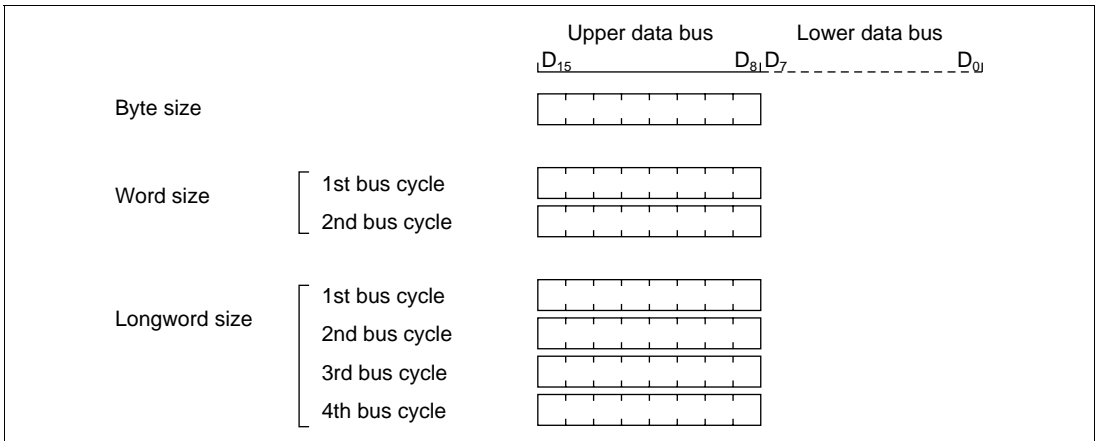 Upper data bus Lower data bus
D15 D8 D7 D0
Byte size
Word size
1st bus cycle
2nd bus cycle
Longword size
1st bus cycle
2nd bus cycle
3rd bus cycle
4th bus cycle